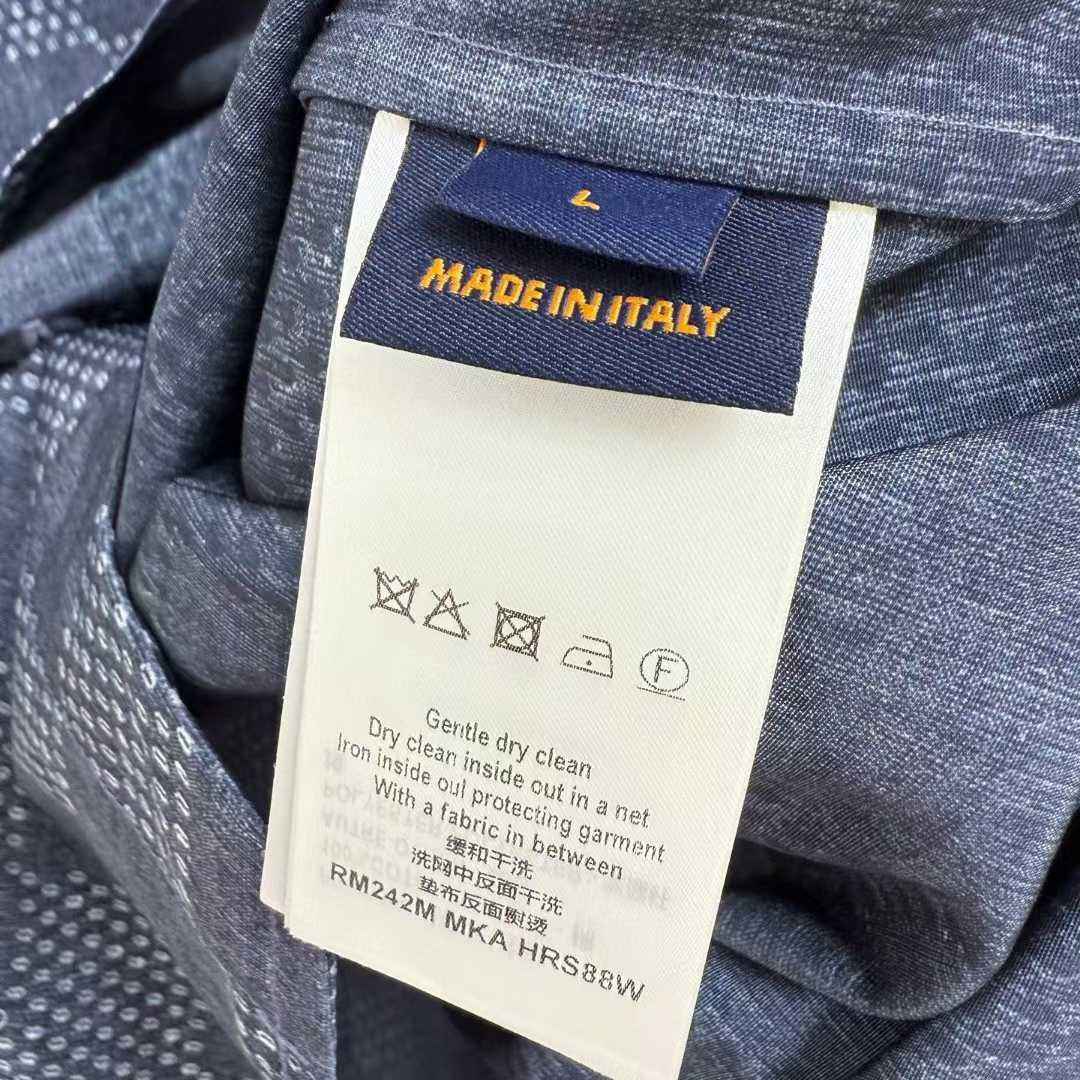 L
MADE IN ITALY
F
Gentle dry clean
Dry clean inside out in a net
Iron inside oul protecting garment
With a fabric in between
缓和干洗
洗网中反面干洗
垫布反面熨烫
RM242M MKA HRS88W